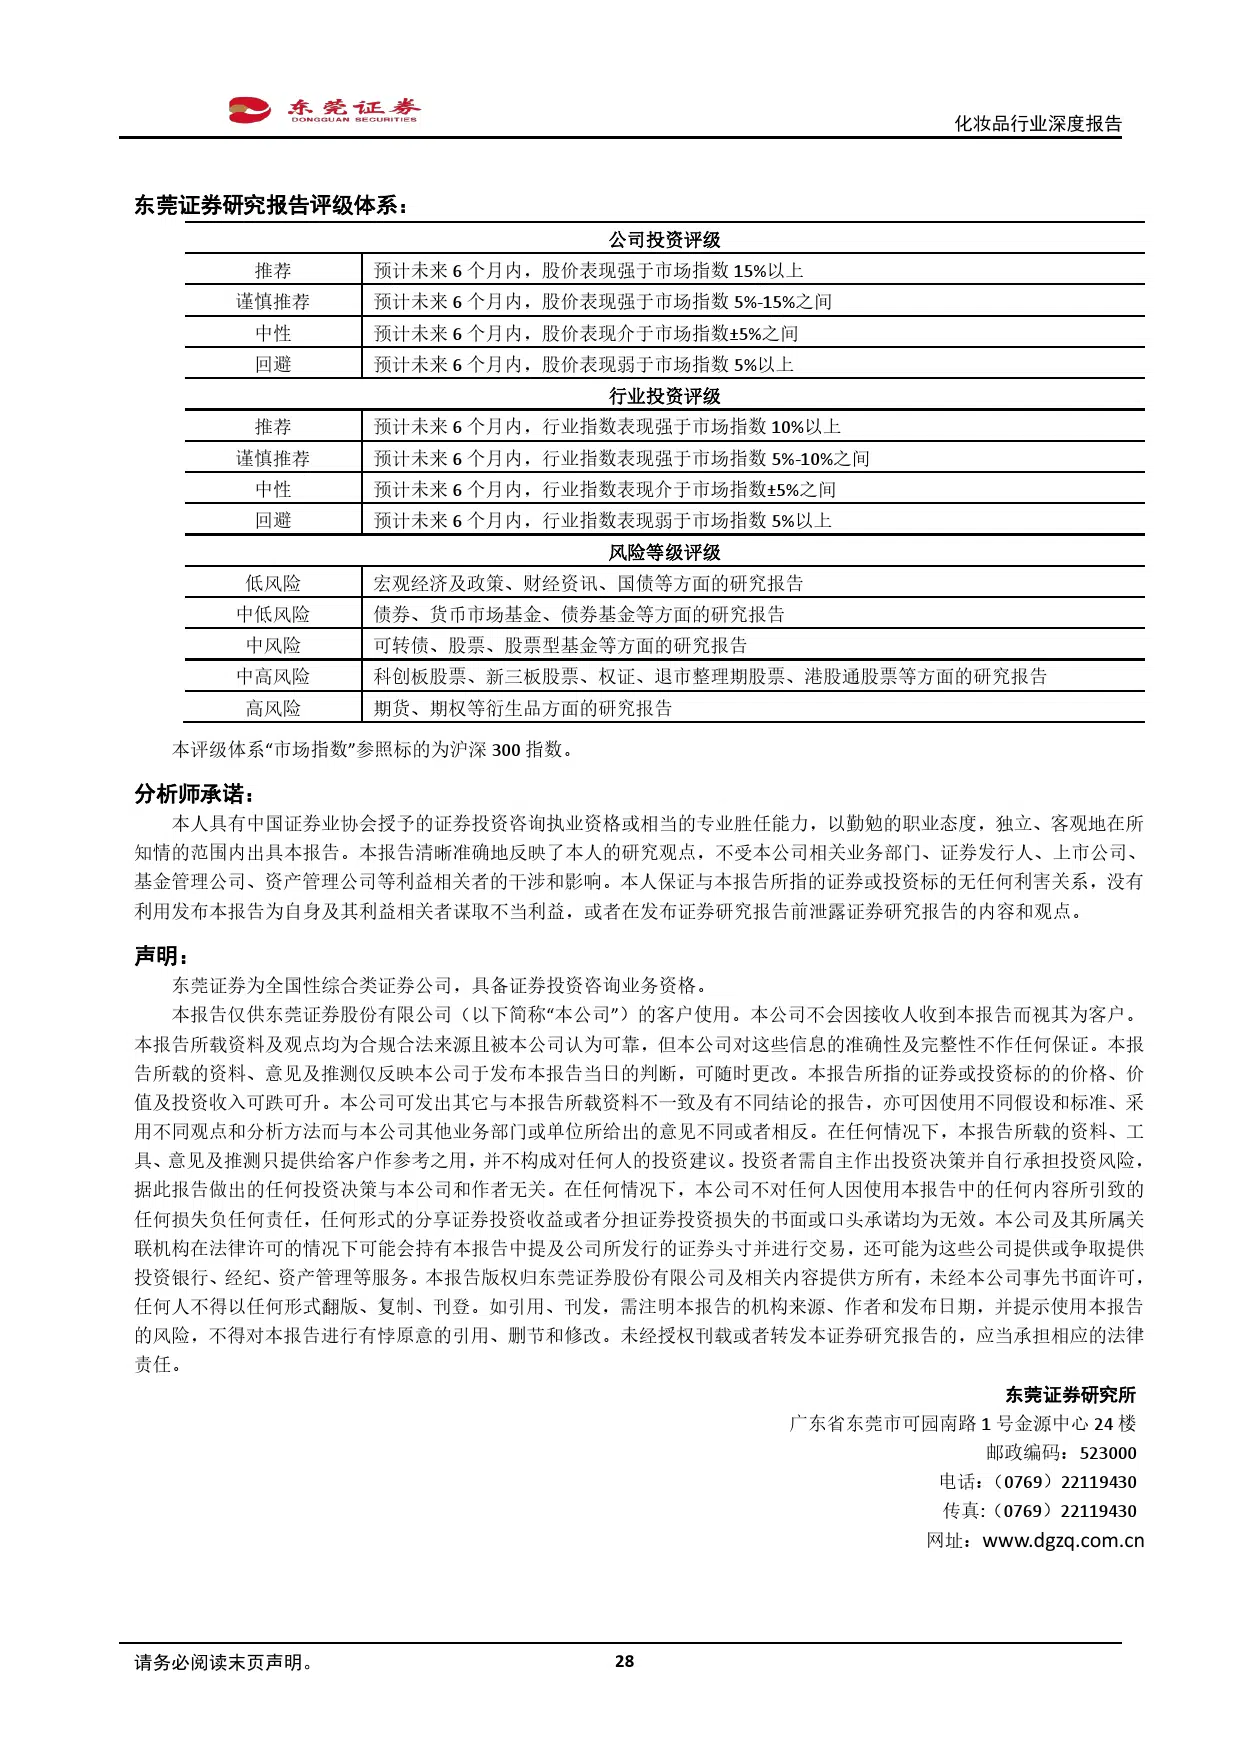 东莞证券
DONGGUAN SECURITIES
化妆品行业深度报告
东莞证券研究报告评级体系：
公司投资评级
推荐 预计未来 6 个月内，股价表现强于市场指数 15%以上
谨慎推荐 预计未来 6 个月内，股价表现强于市场指数 5%-15%之间
中性 预计未来 6 个月内，股价表现介于市场指数±5%之间
回避 预计未来 6 个月内，股价表现弱于市场指数 5%以上
行业投资评级
推荐 预计未来 6 个月内，行业指数表现强于市场指数 10%以上
谨慎推荐 预计未来 6 个月内，行业指数表现强于市场指数 5%-10%之间
中性 预计未来 6 个月内，行业指数表现介于市场指数±5%之间
回避 预计未来 6 个月内，行业指数表现弱于市场指数 5%以上
风险等级评级
低风险 宏观经济及政策、财经资讯、国债等方面的研究报告
中低风险 债券、货币市场基金、债券基金等方面的研究报告
中风险 可转债、股票、股票型基金等方面的研究报告
中高风险 科创板股票、新三板股票、权证、退市整理期股票、港股通股票等方面的研究报告
高风险 期货、期权等衍生品方面的研究报告
本评级体系“市场指数”参照标的为沪深 300 指数。
分析师承诺：
本人具有中国证券业协会授予的证券投资咨询执业资格或相当的专业胜任能力，以勤勉的职业态度，独立、客观地在所
知情的范围内出具本报告。本报告清晰准确地反映了本人的研究观点，不受本公司相关业务部门、证券发行人、上市公司、
基金管理公司、资产管理公司等利益相关者的干涉和影响。本人保证与本报告所指的证券或投资标的无任何利害关系，没有
利用发布本报告为自身及其利益相关者谋取不当利益，或者在发布证券研究报告前泄露证券研究报告的内容和观点。
声明：
东莞证券为全国性综合类证券公司，具备证券投资咨询业务资格。
本报告仅供东莞证券股份有限公司（以下简称“本公司”）的客户使用。本公司不会因接收人收到本报告而视其为客户。
本报告所载资料及观点均为合规合法来源且被本公司认为可靠，但本公司对这些信息的准确性及完整性不作任何保证。本报
告所载的资料、意见及推测仅反映本公司于发布本报告当日的判断，可随时更改。本报告所指的证券或投资标的的价格、价
值及投资收入可跌可升。本公司可发出其它与本报告所载资料不一致及有不同结论的报告，亦可因使用不同假设和标准、采
用不同观点和分析方法而与本公司其他业务部门或单位所给出的意见不同或者相反。在任何情况下，本报告所载的资料、工
具、意见及推测只提供给客户作参考之用，并不构成对任何人的投资建议。投资者需自主作出投资决策并自行承担投资风险，
据此报告做出的任何投资决策与本公司和作者无关。在任何情况下，本公司不对任何人因使用本报告中的任何内容所引致的
任何损失负任何责任，任何形式的分享证券投资收益或者分担证券投资损失的书面或口头承诺均为无效。本公司及其所属关
联机构在法律许可的情况下可能会持有本报告中提及公司所发行的证券头寸并进行交易，还可能为这些公司提供或争取提供
投资银行、经纪、资产管理等服务。本报告版权归东莞证券股份有限公司及相关内容提供方所有，未经本公司事先书面许可，
任何人不得以任何形式翻版、复制、刊登。如引用、刊发，需注明本报告的机构来源、作者和发布日期，并提示使用本报告
的风险，不得对本报告进行有悖原意的引用、删节和修改。未经授权刊载或者转发本证券研究报告的，应当承担相应的法律
责任。
东莞证券研究所
广东省东莞市可园南路 1 号金源中心 24 楼
邮政编码：523000
电话：（0769）22119430
传真:（0769）22119430
网址：www.dgzq.com.cn
请务必阅读末页声明。
28